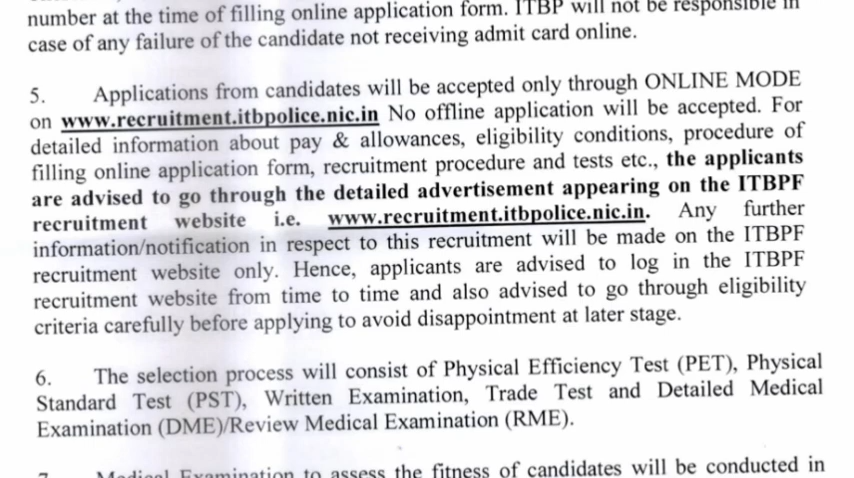 number at the time of filling online application form. ITBP will not be responsible in
case of any failure of the candidate not receiving admit card online.
5. Applications from candidates will be accepted only through ONLINE MODE
on www.recruitment.itbpolice.nic.in No offline application will be accepted. For
detailed information about pay & allowances, eligibility conditions, procedure of
filling online application form, recruitment procedure and tests etc., the applicants
are advised to go through the detailed advertisement appearing on the ITBPF
recruitment website i.e. www.recruitment.itbpolice.nic.in. Any further
information/notification in respect to this recruitment will be made on the ITBPF
recruitment website only. Hence, applicants are advised to log in the ITBPF
recruitment website from time to time and also advised to go through eligibility
criteria carefully before applying to avoid disappointment at later stage.
6. The selection process will consist of Physical Efficiency Test (PET), Physical
Standard Test (PST), Written Examination, Trade Test and Detailed Medical
Examination (DME)/Review Medical Examination (RME).
7. Medical Examination to assess the fitness of candidates will be conducted in